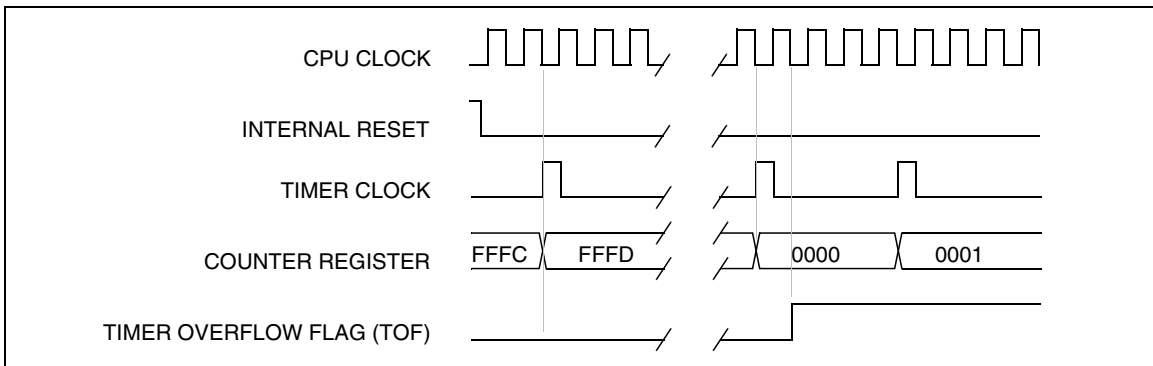 CPU CLOCK
INTERNAL RESET
TIMER CLOCK
COUNTER REGISTER
FFFC
FFFD
0000
0001
TIMER OVERFLOW FLAG (TOF)